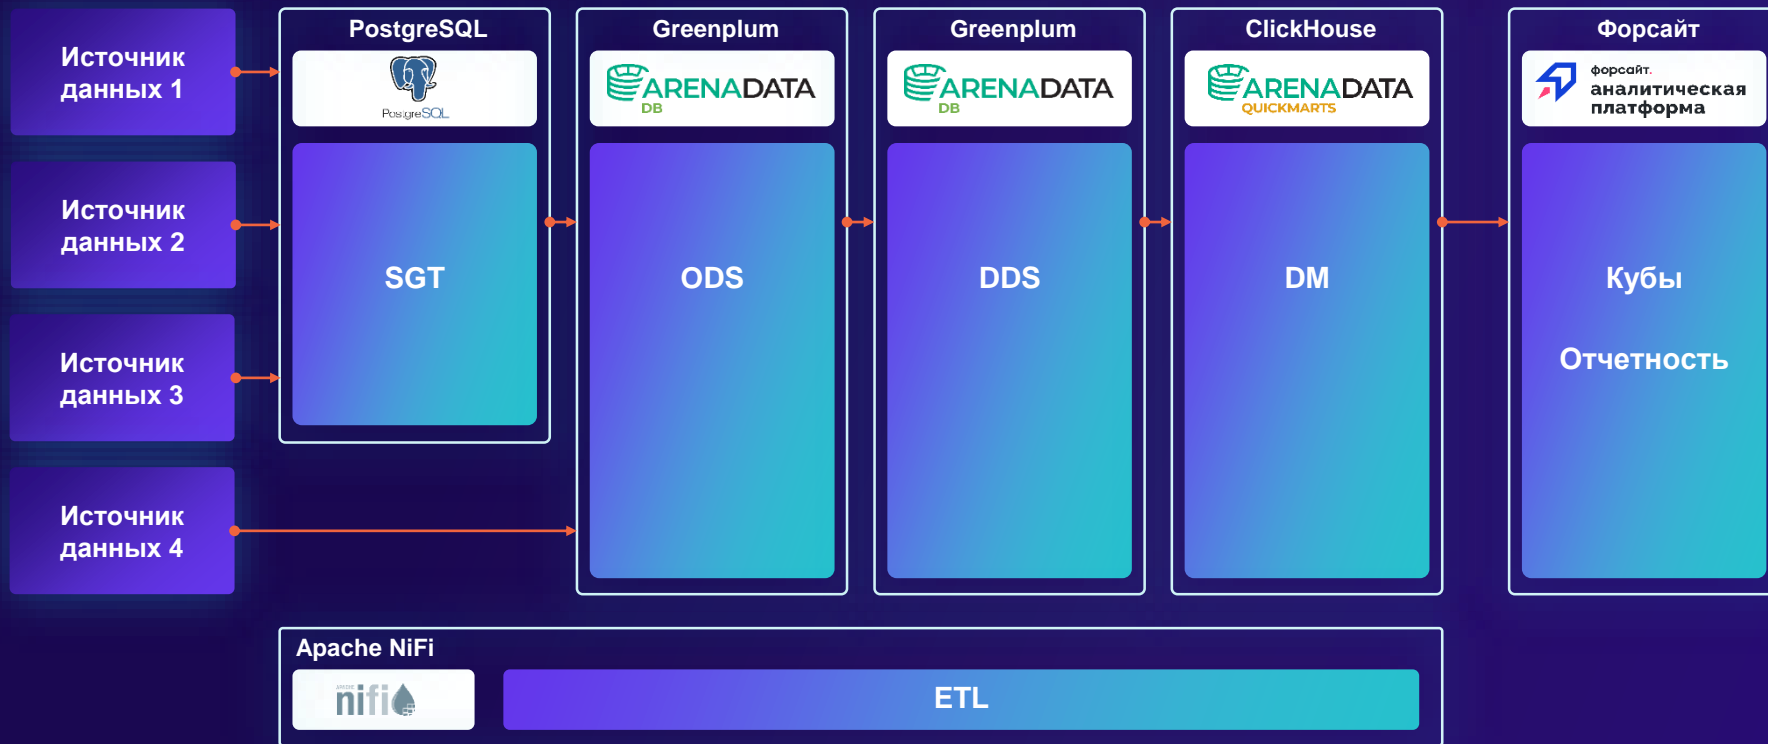 Источник
данных 1
Источник
данных 2
Источник
данных 3
Источник
данных 4
PostgreSQL
PostgreSQL
SGT
Greenplum
ARENADATA
DB
ODS
Greenplum
ARENADATA
DB
DDS
ClickHouse
ARENADATA
QUICKMARTS
DM
Форсайт
форсайт.
аналитическая
платформа
Кубы
Отчетность
Apache NiFi
APACHE
nifi
ETL